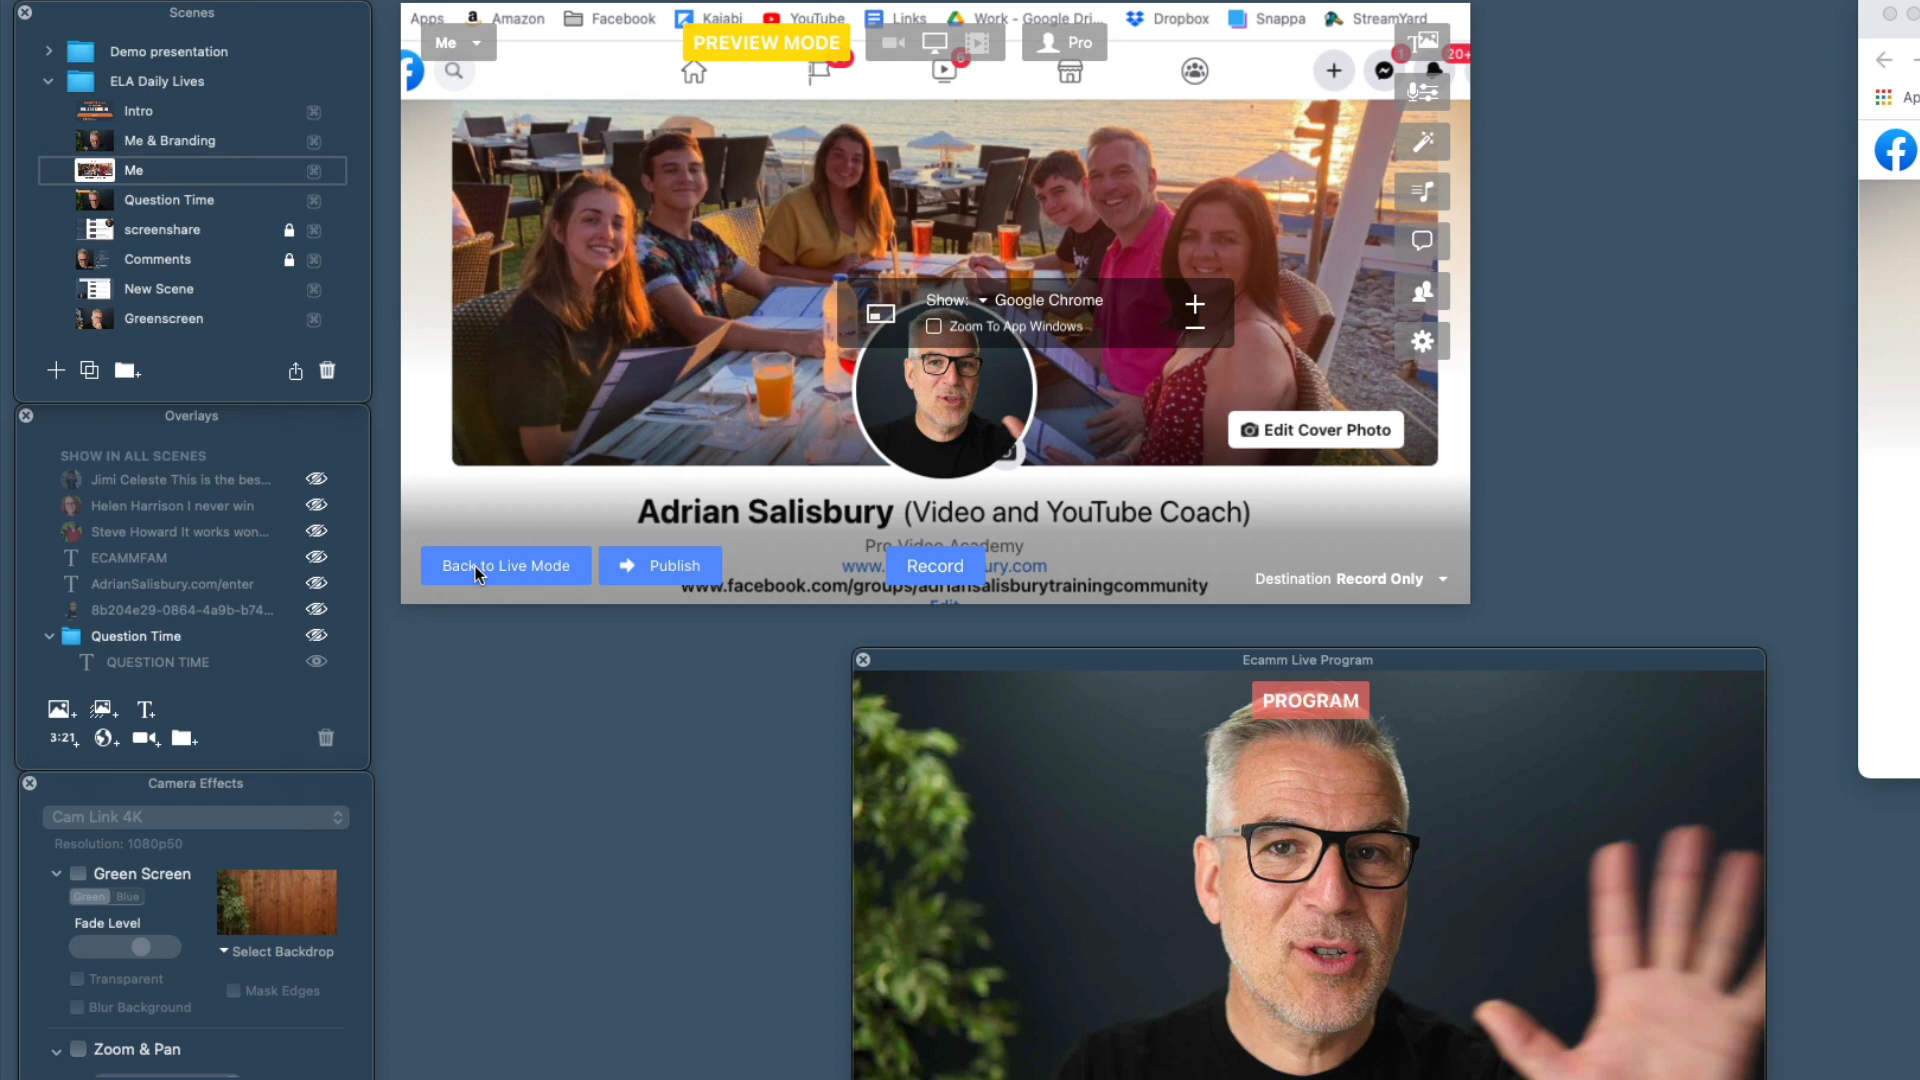 Scenes
Demo presentation
ELA Daily Lives
Intro
Me & Branding
Me
Question Time
screenshare
Comments
New Scene
Greenscreen
Overlays
SHOW IN ALL SCENES
Jimi Celeste This is the bes...
Helen Harrison I never win
Steve Howard It works won...
ECAMMFAM
AdrianSalisbury.com/enter
8b204e29-0864-4a9b-b74...
Question Time
QUESTION TIME
3:21
Camera Effects
Cam Link 4K
Resolution: 1080p50
Green Screen
Green Blue
Fade Level
Select Backdrop
Transparent
Mask Edges
Blur Background
Zoom & Pan
Apps Amazon Facebook Kajabi YouTube Links Work - Google Dri... Dropbox Snappa StreamYard
Me
PREVIEW MODE
Pro
6
1
20+
Show: Google Chrome
Zoom To App Windows
Edit Cover Photo
Adrian Salisbury (Video and YouTube Coach)
Pro Video Academy
Back to Live Mode
Publish
Record
www. ury.com
www.facebook.com/groups/adriansalisburytrainingcommunity
Destination Record Only
Edit
Ecamm Live Program
PROGRAM
Ap